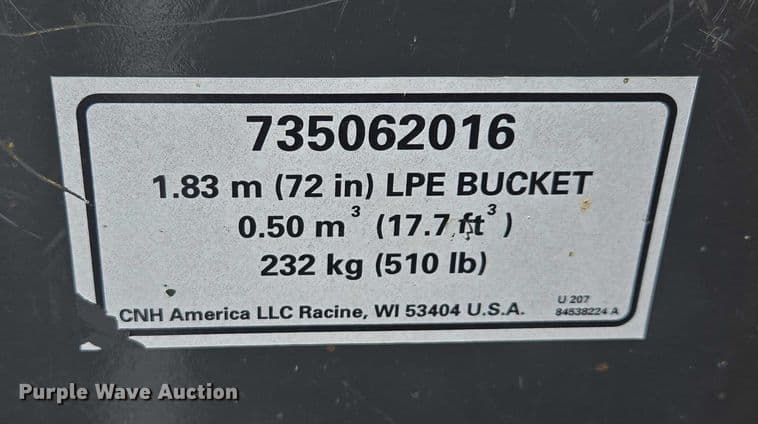 735062016
1.83 m (72 in) LPE BUCKET
0.50 m³ (17.7 ft³)
232 kg (510 lb)
CNH America LLC Racine, WI 53404 U.S.A.
U 207
84538224 A
Purple Wave Auction